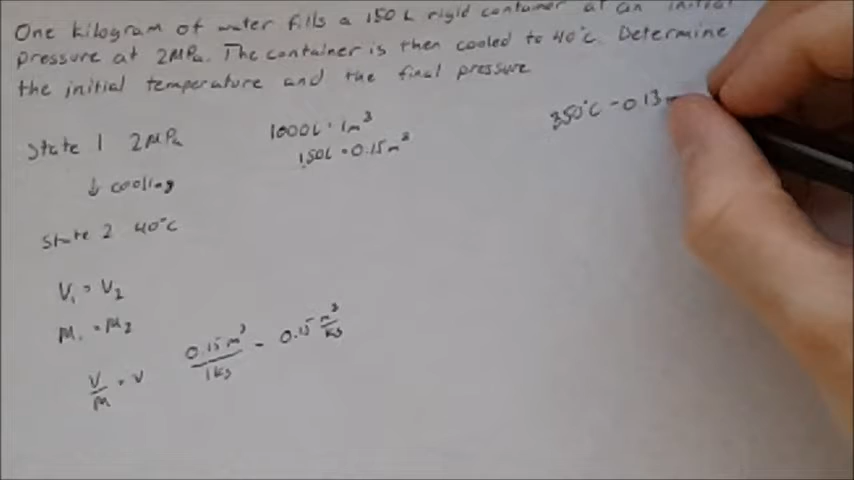 One kilogram of water fills a 150 L rigid container at an initial
pressure at 2MPa. The container is then cooled to 40°C. Determine
the initial temperature and the final pressure
State 1 2MPa
1000L = 1m³
350°C - 0.13
150L = 0.15m³
↓ cooling
State 2 40°C
V₁ = V₂
M₁ = M₂
V/M = v
0.15m³/1kg = 0.15 m³/kg